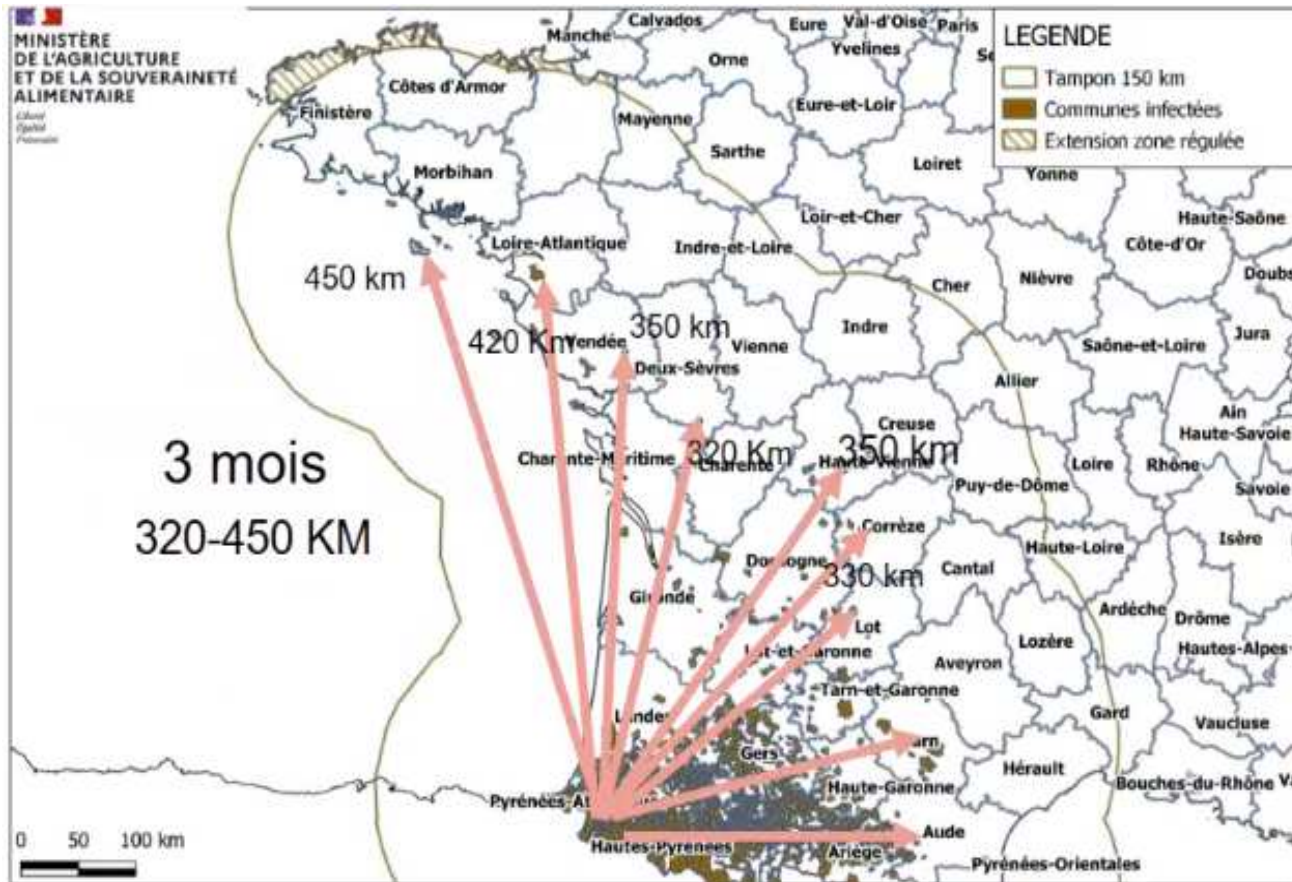 MINISTÈRE
DE L'AGRICULTURE
ET DE LA SOUVERAINETÉ
ALIMENTAIRE
Liberté
Égalité
Fraternité
LEGENDE
Tampon 150 km
Communes infectées
Extension zone régulée
Calvados
Eure
Val-d'Oise
Paris
Manche
Orne
Yvelines
Côtes d'Armor
Finistère
Mayenne
Eure-et-Loir
Sarthe
Loiret
Yonne
Morbihan
Loir-et-Cher
Haute-Saône
Côte-d'Or
Loire-Atlantique
Indre-et-Loire
Cher
Nièvre
Doubs
450 km
420 Km
Vendée
350 km
Vienne
Indre
Jura
Saône-et-Loire
Deux-Sèvres
Allier
Creuse
Ain
Haute-Savoie
3 mois
320-450 KM
Charente-Maritime
320 Km
Charente
350 km
Haute-Vienne
Puy-de-Dôme
Loire
Rhône
Savoie
Corrèze
Isère
Haute-Loire
Dordogne
330 km
Cantal
Gironde
Ardèche
Drôme
Lot
Lozère
Hautes-Alpes
Lot-et-Garonne
Aveyron
Tarn-et-Garonne
Gard
Vaucluse
Landes
Gers
Tarn
Hérault
Haute-Garonne
Bouches-du-Rhône
0 50 100 km
Hautes-Pyrénées
Ariège
Aude
Pyrénées-Orientales